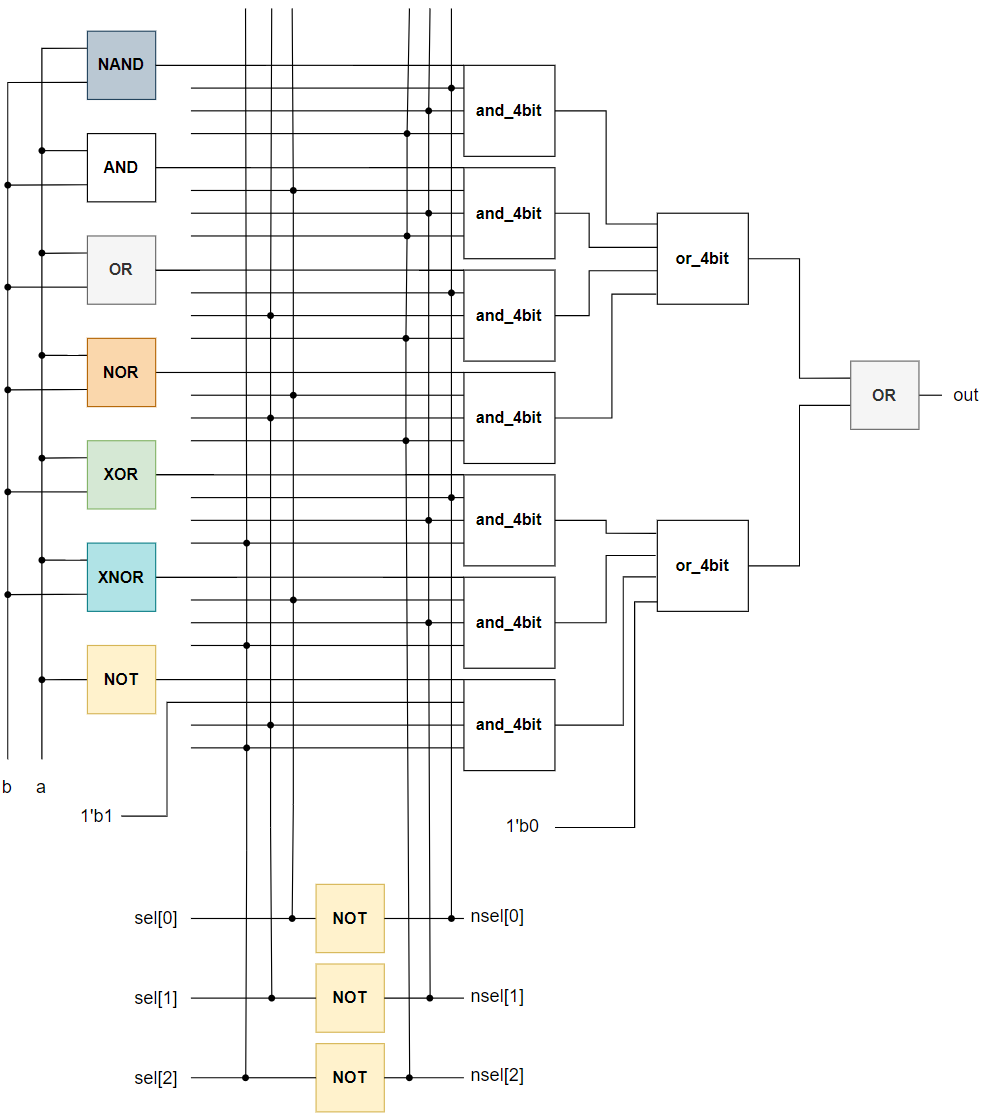 NAND
and_4bit
AND
and_4bit
or_4bit
OR
and_4bit
NOR
and_4bit
OR
out
XOR
and_4bit
or_4bit
XNOR
and_4bit
NOT
and_4bit
b
a
1'b1
1'b0
sel[0]
NOT
nsel[0]
sel[1]
NOT
nsel[1]
sel[2]
NOT
nsel[2]